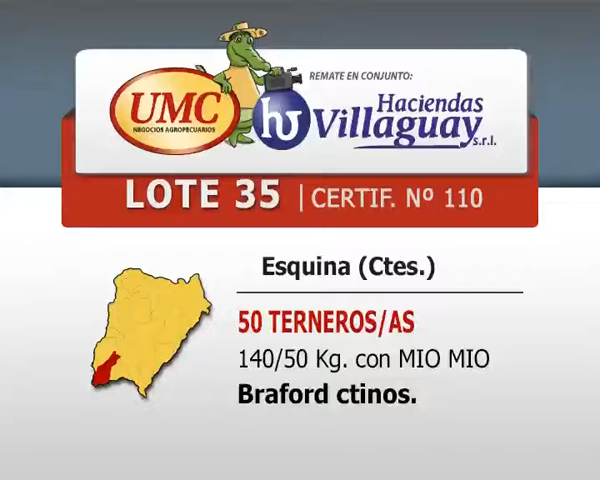 REMATE EN CONJUNTO:
UMC
NEGOCIOS AGROPECUARIOS
hv
Haciendas
Villaguay
s.r.l.
LOTE 35 | CERTIF. Nº 110
Esquina (Ctes.)
50 TERNEROS/AS
140/50 Kg. con MIO MIO
Braford ctinos.